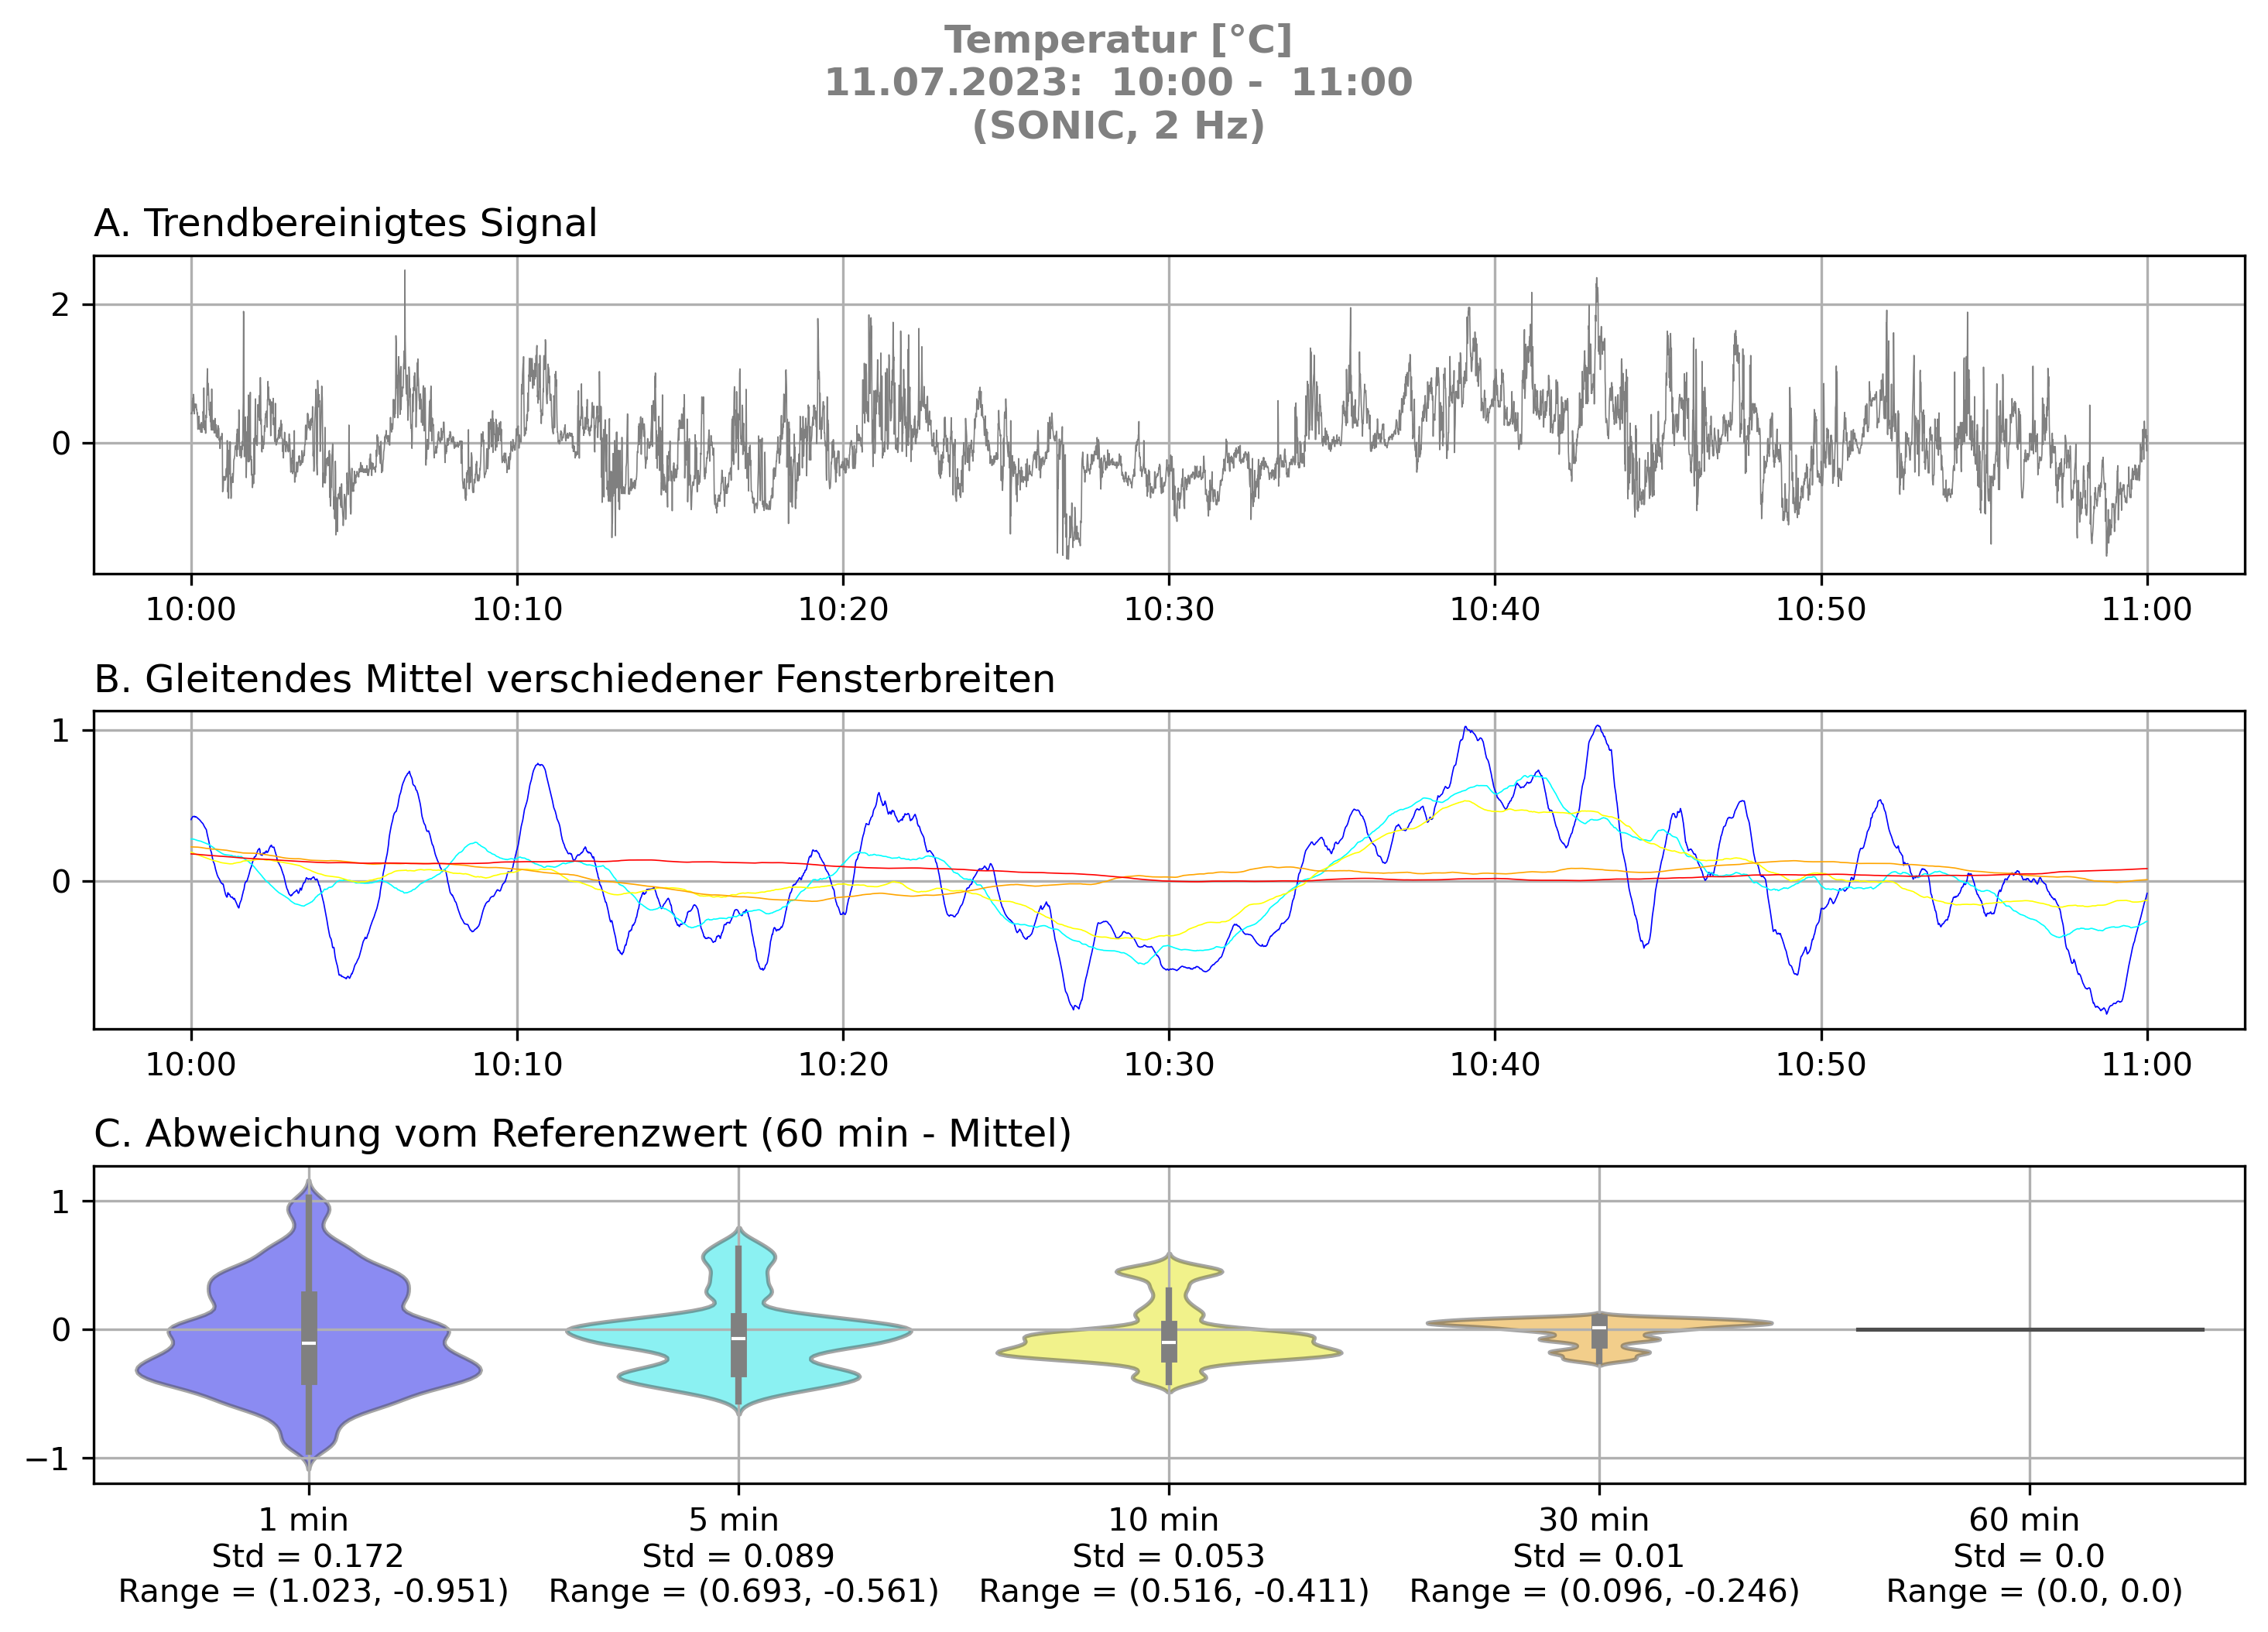 Temperatur [°C]
11.07.2023:  10:00 -  11:00
(SONIC, 2 Hz)
A. Trendbereinigtes Signal
2
0
10:00 10:10 10:20 10:30 10:40 10:50 11:00
B. Gleitendes Mittel verschiedener Fensterbreiten
1
0
10:00 10:10 10:20 10:30 10:40 10:50 11:00
C. Abweichung vom Referenzwert (60 min - Mittel)
1
0
−1
1 min 5 min 10 min 30 min 60 min
Std = 0.172 Std = 0.089 Std = 0.053 Std = 0.01 Std = 0.0
Range = (1.023, -0.951) Range = (0.693, -0.561) Range = (0.516, -0.411) Range = (0.096, -0.246) Range = (0.0, 0.0)